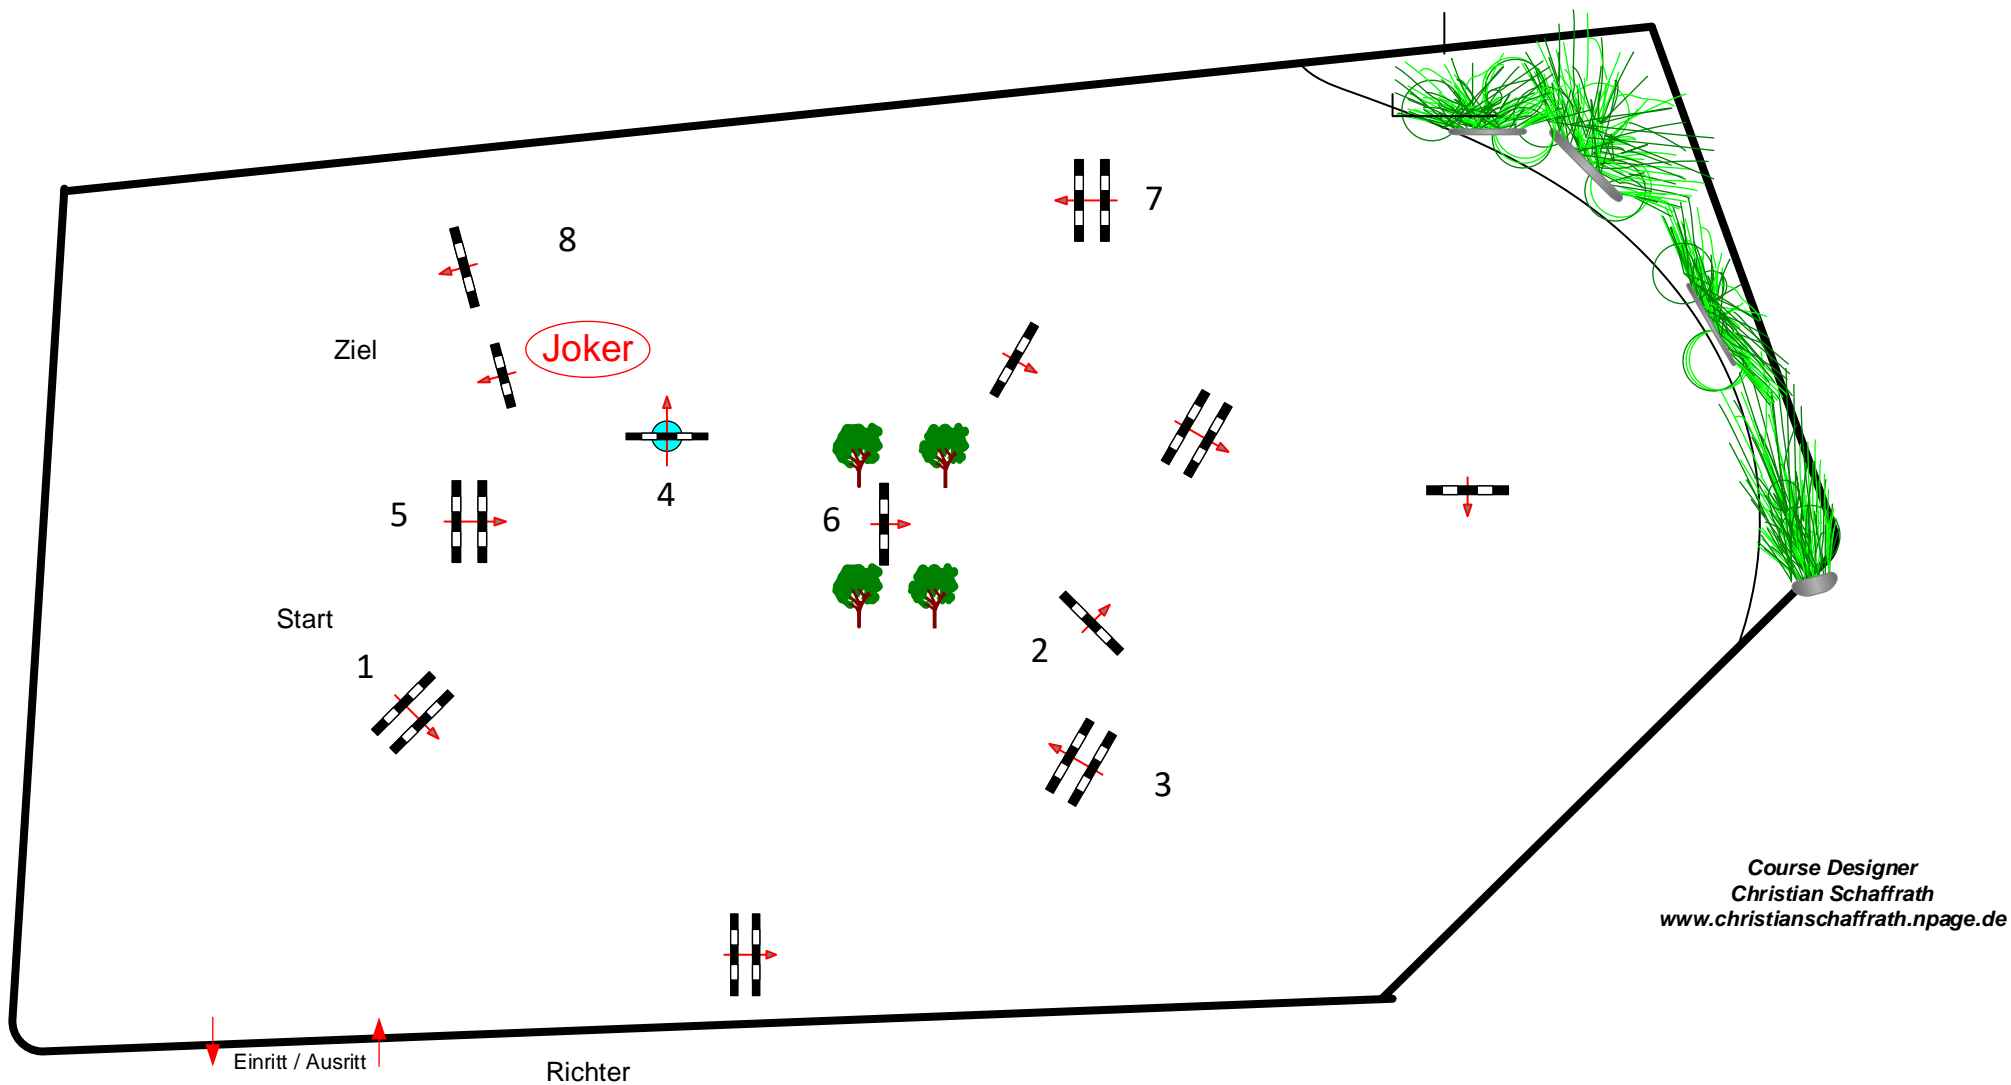 7
8
Ziel
Joker
4
5
6
Start
2
1
3
Course Designer
Christian Schaffrath
www.christianschaffrath.npage.de
Einritt / Ausritt
Richter